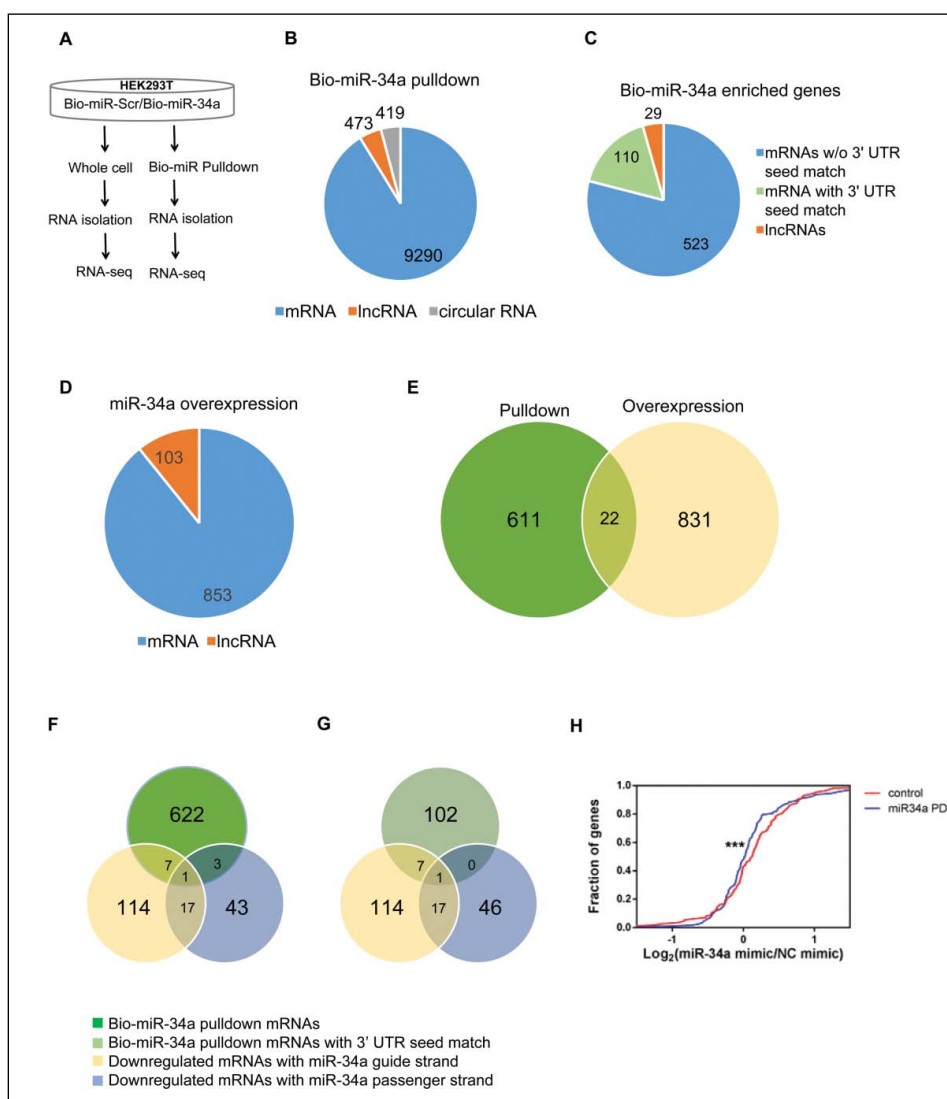 A
HEK293T
Bio-miR-Scr/Bio-miR-34a
Whole cell
Bio-miR Pulldown
RNA isolation
RNA isolation
RNA-seq
RNA-seq
B
Bio-miR-34a pulldown
473
419
9290
mRNA
lncRNA
circular RNA
C
Bio-miR-34a enriched genes
29
110
523
mRNAs w/o 3' UTR
seed match
mRNA with 3' UTR
seed match
lncRNAs
D
miR-34a overexpression
103
853
mRNA
lncRNA
E
Pulldown
Overexpression
611
22
831
F
622
7
1
3
114
17
43
G
102
7
1
0
114
17
46
Bio-miR-34a pulldown mRNAs
Bio-miR-34a pulldown mRNAs with 3' UTR seed match
Downregulated mRNAs with miR-34a guide strand
Downregulated mRNAs with miR-34a passenger strand
H
Fraction of genes
1.0
0.8
0.6
0.4
0.2
0.0
***
-1
0
1
Log2(miR-34a mimic/NC mimic)
control
miR34a PD